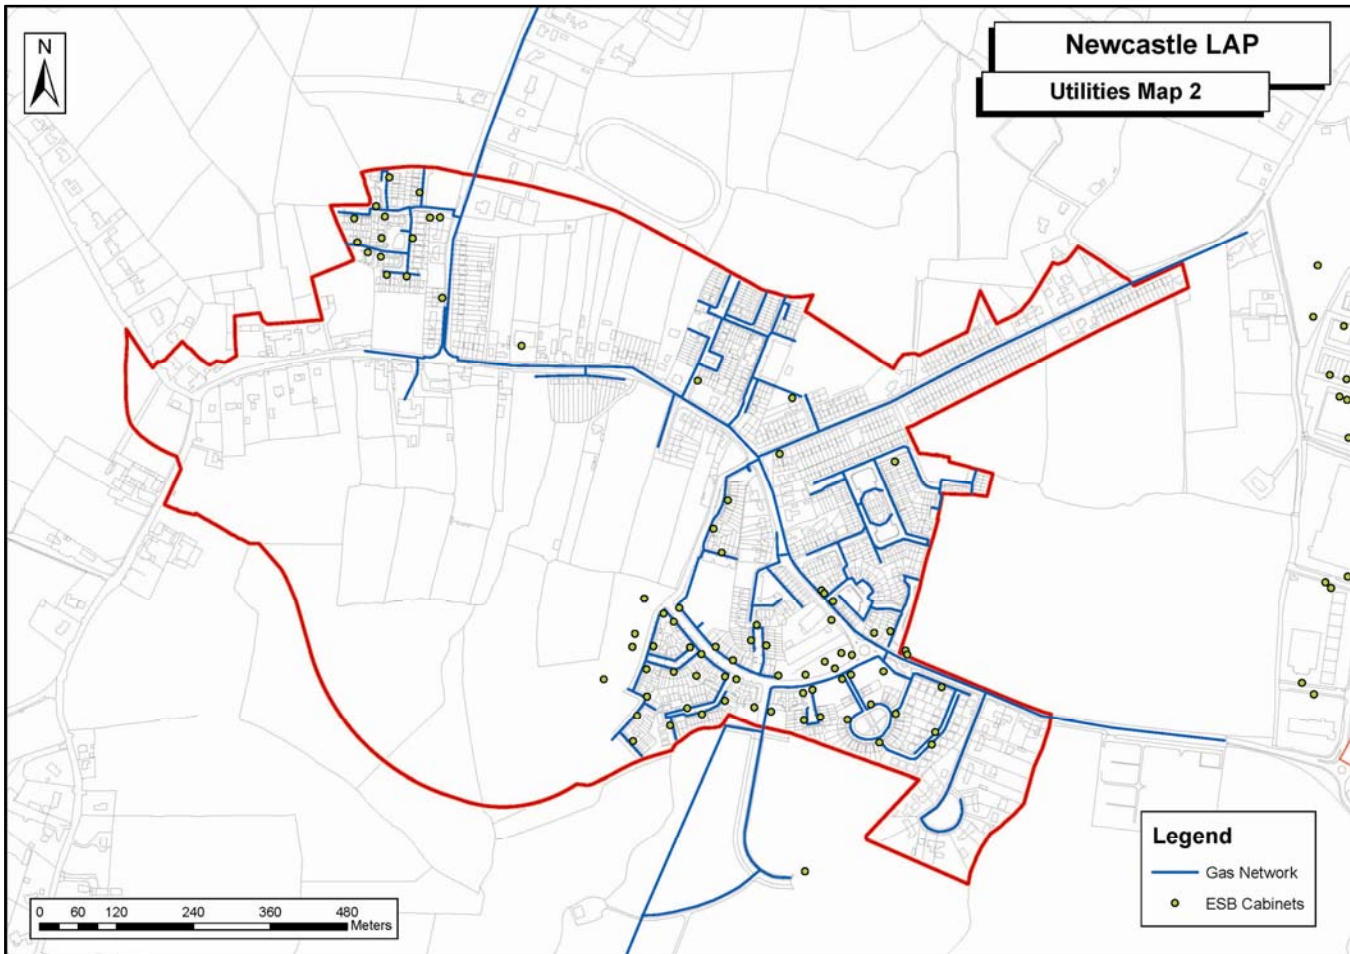 N
Newcastle LAP
Utilities Map 2
Legend
Gas Network
ESB Cabinets
0 60 120 240 360 480
Meters